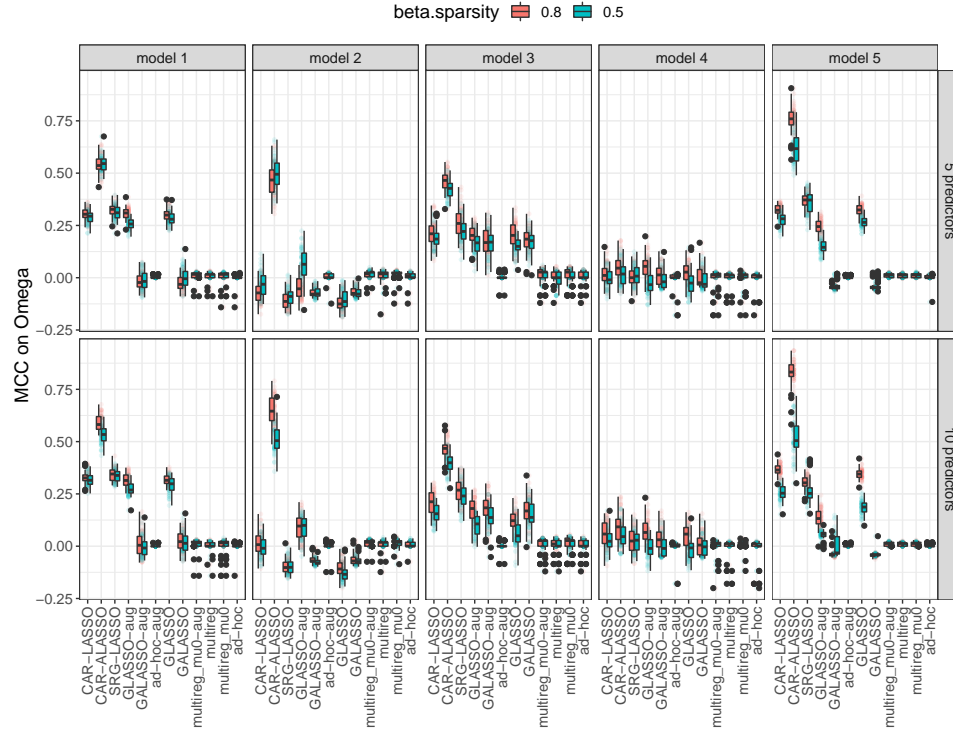 beta.sparsity 0.8 0.5
model 1 model 2 model 3 model 4 model 5
MCC on Omega
0.75
0.50
0.25
0.00
−0.25
5 predictors
0.75
0.50
0.25
0.00
−0.25
10 predictors
CAR−LASSO
CAR−ALASSO
SRG−LASSO
GLASSO−aug
GALASSO−aug
ad−hoc−aug
GLASSO
GALASSO
multireg_mu0−aug
multireg
multireg_mu0
ad−hoc
CAR−LASSO
CAR−ALASSO
SRG−LASSO
GLASSO−aug
GALASSO−aug
ad−hoc−aug
GLASSO
GALASSO
multireg_mu0−aug
multireg
multireg_mu0
ad−hoc
CAR−LASSO
CAR−ALASSO
SRG−LASSO
GLASSO−aug
GALASSO−aug
ad−hoc−aug
GLASSO
GALASSO
multireg_mu0−aug
multireg
multireg_mu0
ad−hoc
CAR−LASSO
CAR−ALASSO
SRG−LASSO
GLASSO−aug
GALASSO−aug
ad−hoc−aug
GLASSO
GALASSO
multireg_mu0−aug
multireg
multireg_mu0
ad−hoc
CAR−LASSO
CAR−ALASSO
SRG−LASSO
GLASSO−aug
GALASSO−aug
ad−hoc−aug
GLASSO
GALASSO
multireg_mu0−aug
multireg
multireg_mu0
ad−hoc